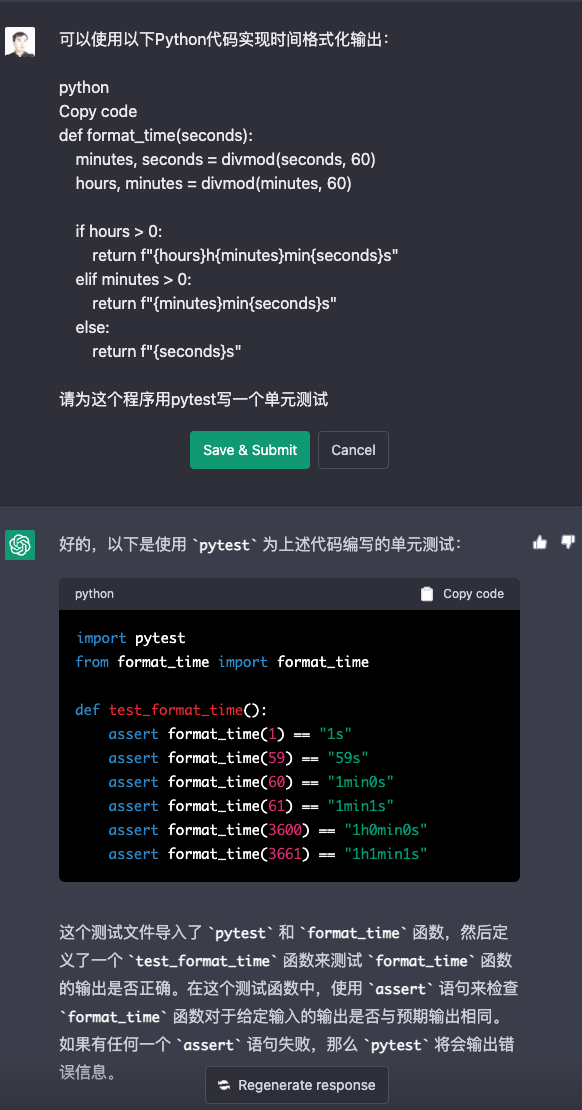 可以使用以下Python代码实现时间格式化输出：
python
Copy code
def format_time(seconds):
    minutes, seconds = divmod(seconds, 60)
    hours, minutes = divmod(minutes, 60)
    if hours > 0:
        return f"{hours}h{minutes}min{seconds}s"
    elif minutes > 0:
        return f"{minutes}min{seconds}s"
    else:
        return f"{seconds}s"
请为这个程序用pytest写一个单元测试
Save & Submit Cancel
好的，以下是使用 `pytest` 为上述代码编写的单元测试：
python Copy code
import pytest
from format_time import format_time
def test_format_time():
    assert format_time(1) == "1s"
    assert format_time(59) == "59s"
    assert format_time(60) == "1min0s"
    assert format_time(61) == "1min1s"
    assert format_time(3600) == "1h0min0s"
    assert format_time(3661) == "1h1min1s"
这个测试文件导入了 `pytest` 和 `format_time` 函数，然后定
义了一个 `test_format_time` 函数来测试 `format_time` 函数
的输出是否正确。在这个测试函数中，使用 `assert` 语句来检查
`format_time` 函数对于给定输入的输出是否与预期输出相同。
如果有任何一个 `assert` 语句失败，那么 `pytest` 将会输出错
误信息。
Regenerate response